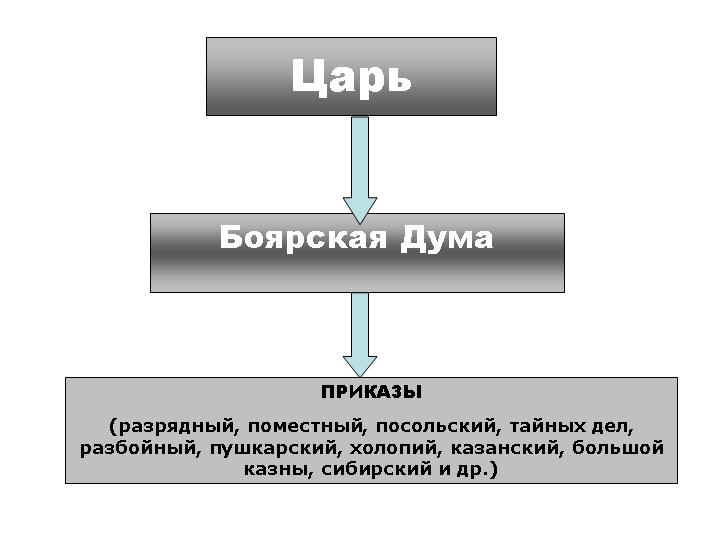 Царь
Боярская Дума
ПРИКАЗЫ
(разрядный, поместный, посольский, тайных дел,
разбойный, пушкарский, холопий, казанский, большой
казны, сибирский и др.)